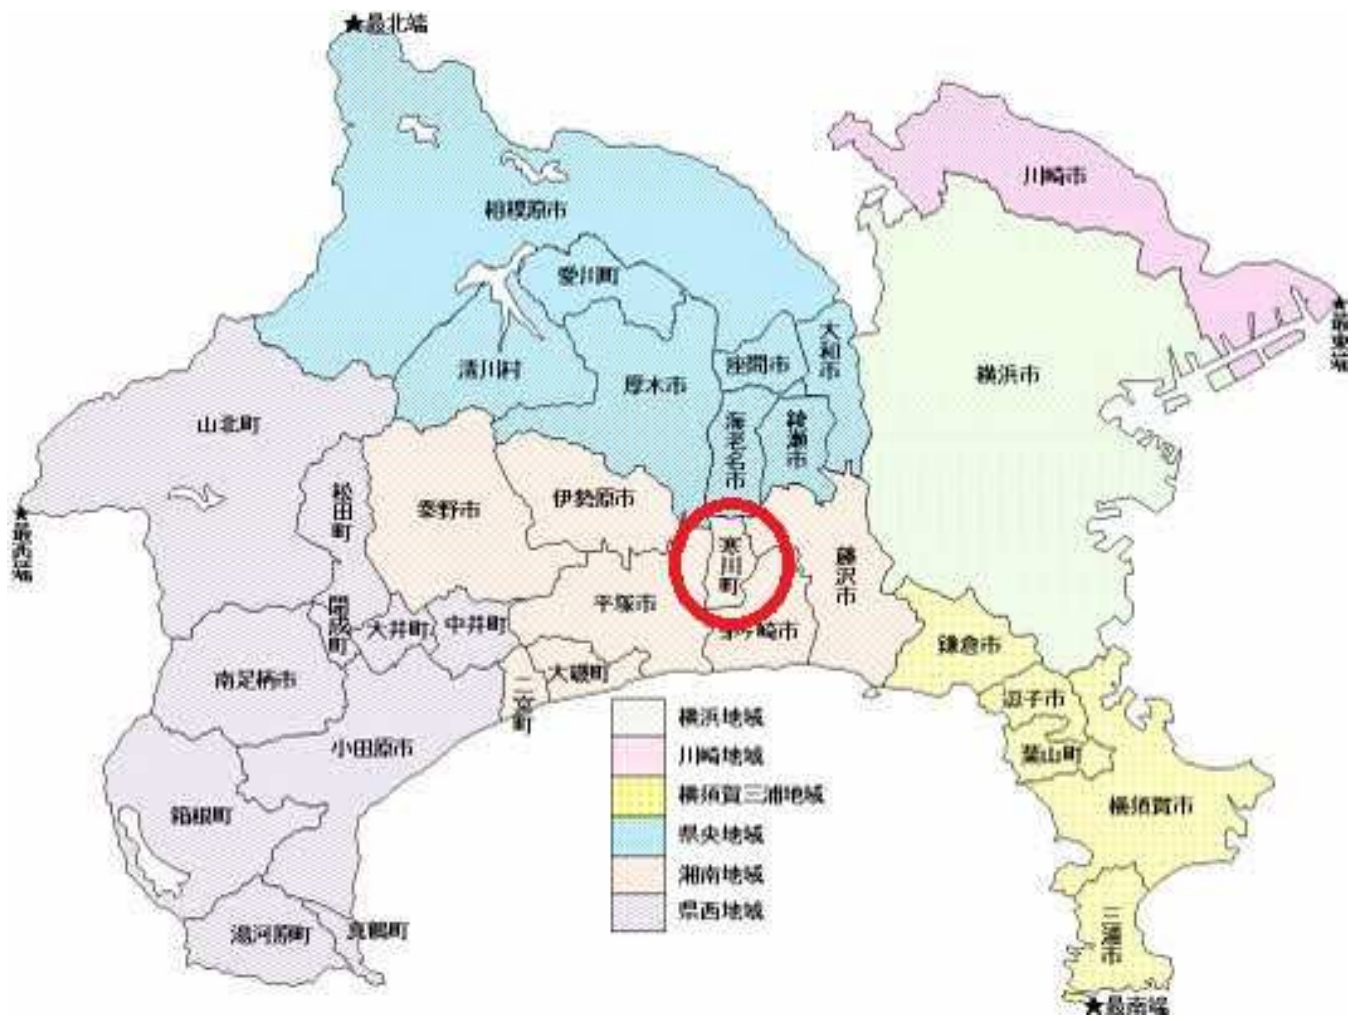 ★最北端
川崎市
相模原市
愛川町
大和市
★最東端
座間市
清川村
厚木市
横浜市
山北町
海老名市
綾瀬市
松田町
秦野市
伊勢原市
★最西端
寒川町
藤沢市
平塚市
開成町
大井町
中井町
茅ヶ崎市
鎌倉市
南足柄市
大磯町
二宮町
逗子市
小田原市
葉山町
横浜地域
川崎地域
横須賀三浦地域
県央地域
湘南地域
県西地域
箱根町
横須賀市
湯河原町
真鶴町
三浦市
★最南端